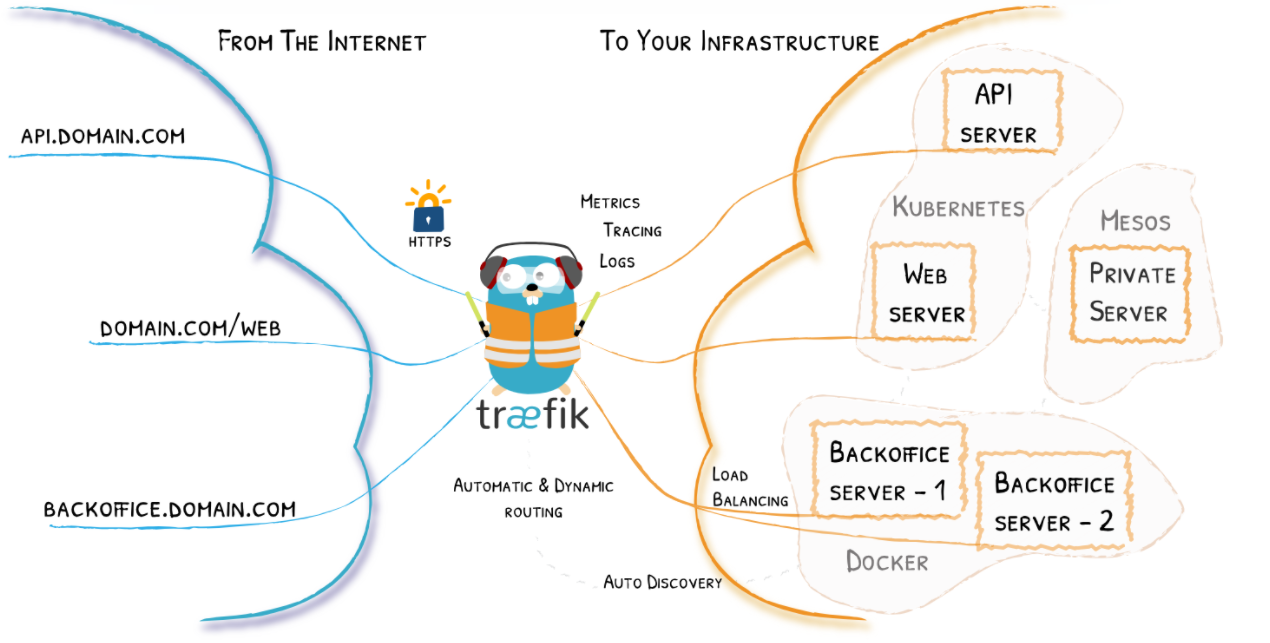 FROM THE INTERNET
TO YOUR INFRASTRUCTURE
API.DOMAIN.COM
DOMAIN.COM/WEB
BACKOFFICE.DOMAIN.COM
HTTPS
METRICS
TRACING
LOGS
træfik
AUTOMATIC & DYNAMIC
ROUTING
AUTO DISCOVERY
LOAD
BALANCING
API
SERVER
KUBERNETES
WEB
SERVER
MESOS
PRIVATE
SERVER
BACKOFFICE
SERVER - 1
BACKOFFICE
SERVER - 2
DOCKER